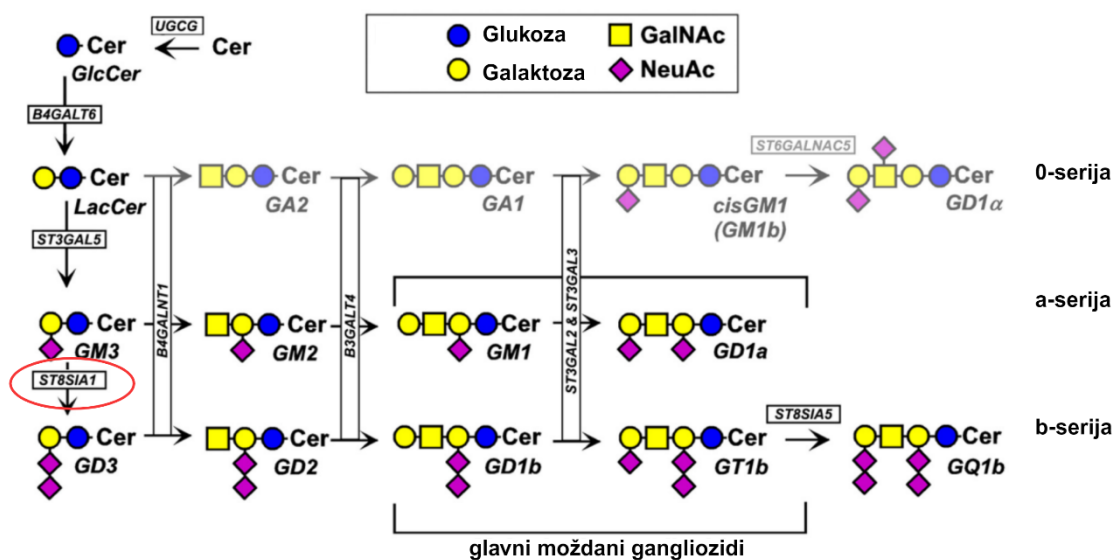 UGCG
Cer
Cer
GlcCer
Glukoza
GalNAc
Galaktoza
NeuAc
B4GALT6
ST6GALNAC5
0-serija
Cer
LacCer
Cer
GA2
Cer
GA1
Cer
cisGM1
(GM1b)
Cer
GD1α
ST3GAL5
B4GALNT1
B3GALT4
ST3GAL2 & ST3GAL3
a-serija
Cer
GM3
Cer
GM2
Cer
GM1
Cer
GD1a
ST8SIA1
ST8SIA5
b-serija
Cer
GD3
Cer
GD2
Cer
GD1b
Cer
GT1b
Cer
GQ1b
glavni moždani gangliozidi